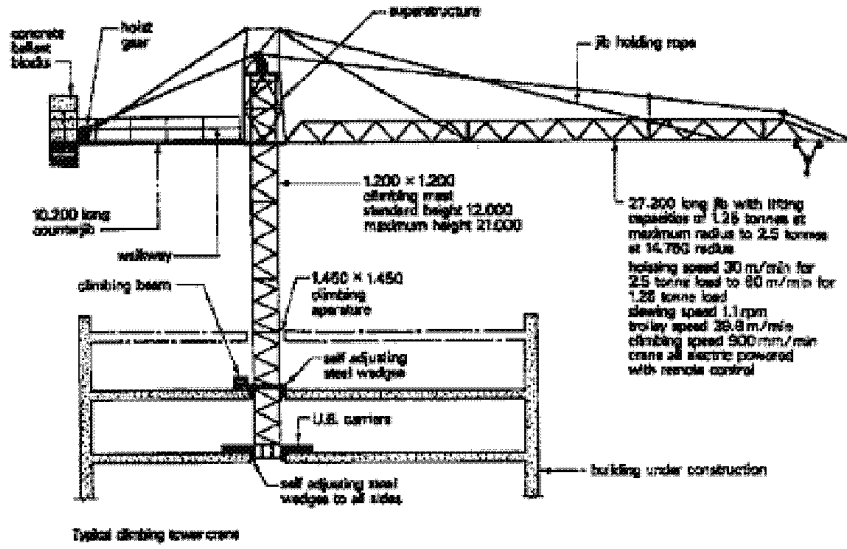 superstructure
concrete
ballast
blocks
hoist
gear
jib holding rope
1.200 × 1.200
climbing mast
standard height 12.000
maximum height 21.000
27.200 long jib with lifting
capacities of 1.25 tonnes at
maximum radius to 2.5 tonnes
at 14.750 radius
hoisting speed 30 m/min for
2.5 tonne load to 60 m/min for
1.25 tonne load
slewing speed 1.1 rpm
trolley speed m/min
climbing speed 900 mm/min
crane all electric powered
with remote control
10.200 long
counterjib
walkway
climbing beam
1.450 × 1.450
climbing
aperature
self adjusting
steel wedges
U.B. carriers
building under construction
self adjusting steel
wedges to all sides
Typical climbing tower crane